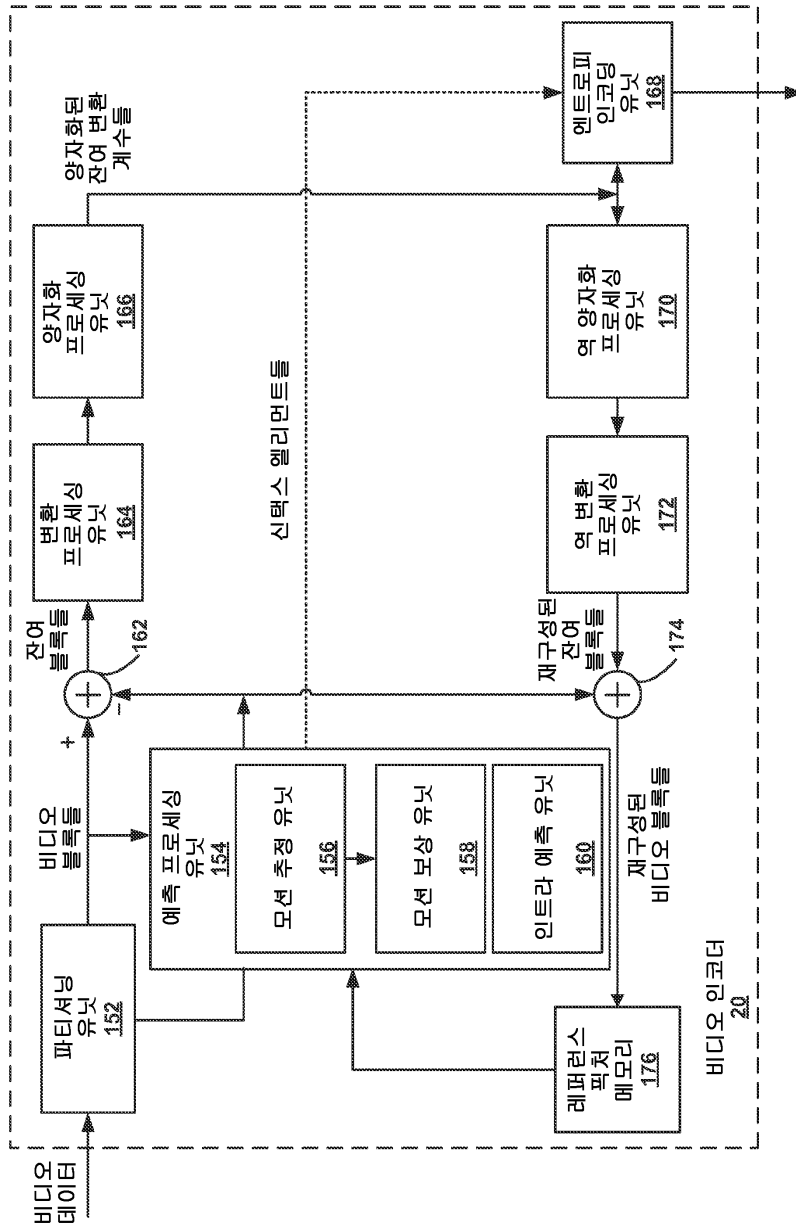 비디오
데이터
파티셔닝
유닛
152
비디오
블록들
+
−
162
잔여
블록들
변환
프로세싱
유닛
164
양자화
프로세싱
유닛
166
양자화된
잔여 변환
계수들
예측 프로세싱
유닛
154
모션 추정 유닛
156
모션 보상 유닛
158
인트라 예측 유닛
160
신택스 엘리먼트들
엔트로피
인코딩
유닛
168
역 양자화
프로세싱
유닛
170
역 변환
프로세싱
유닛
172
재구성된
잔여
블록들
174
재구성된
비디오 블록들
레퍼런스
픽처
메모리
176
비디오 인코더
20